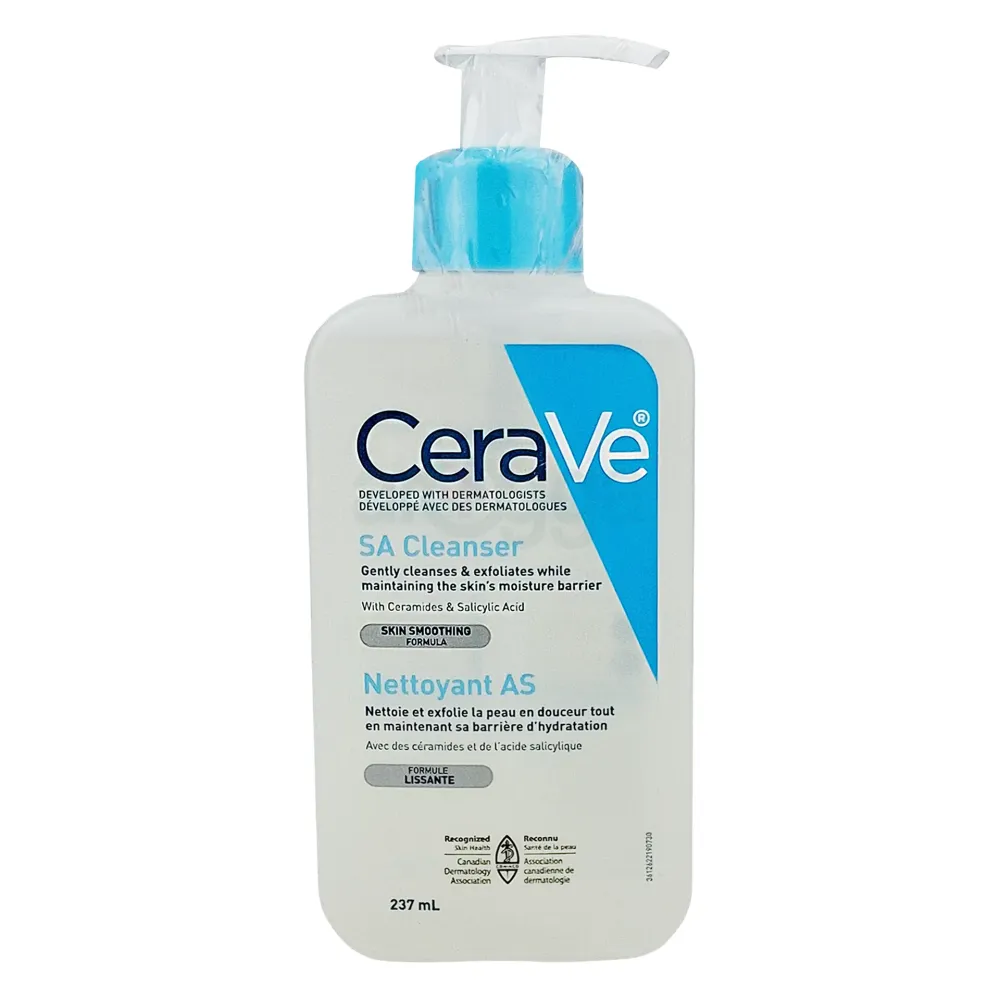 CeraVe®
DEVELOPED WITH DERMATOLOGISTS
DÉVELOPPÉ AVEC DES DERMATOLOGUES
SA Cleanser
Gently cleanses & exfoliates while
maintaining the skin's moisture barrier
With Ceramides & Salicylic Acid
SKIN SMOOTHING
FORMULA
Nettoyant AS
Nettoie et exfolie la peau en douceur tout
en maintenant sa barrière d'hydratation
Avec des céramides et de l'acide salicylique
FORMULE
LISSANTE
Recognized
Skin Health
Canadian
Dermatology
Association
Reconnu
Santé de la peau
Association
canadienne de
dermatologie
237 mL